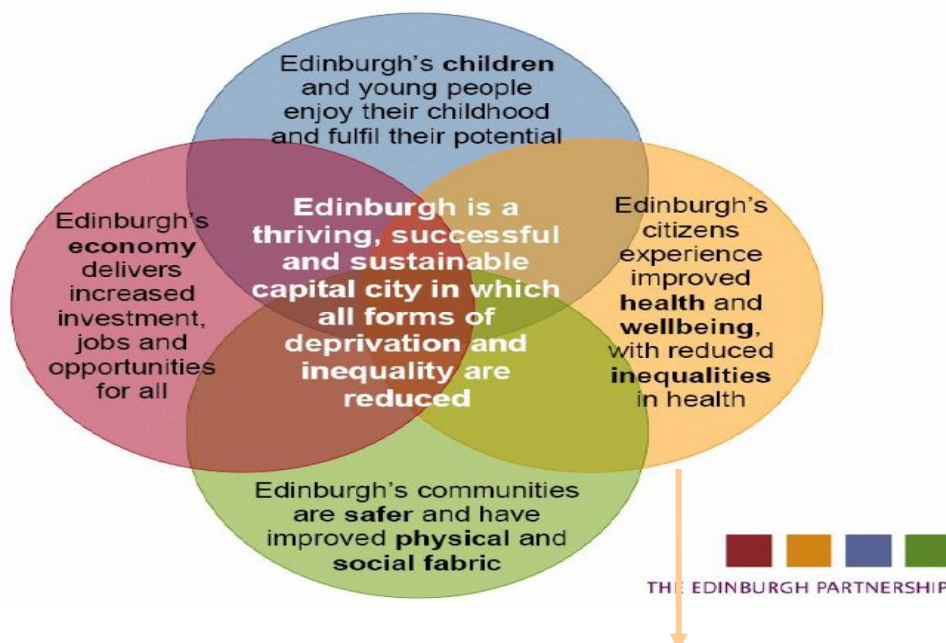 Edinburgh's children
and young people
enjoy their childhood
and fulfil their potential
Edinburgh's
economy
delivers
increased
investment,
jobs and
opportunities
for all
Edinburgh is a
thriving, successful
and sustainable
capital city in which
all forms of
deprivation and
inequality are
reduced
Edinburgh's
citizens
experience
improved
health and
wellbeing,
with reduced
inequalities
in health
Edinburgh's communities
are safer and have
improved physical and
social fabric
THE EDINBURGH PARTNERSHIP